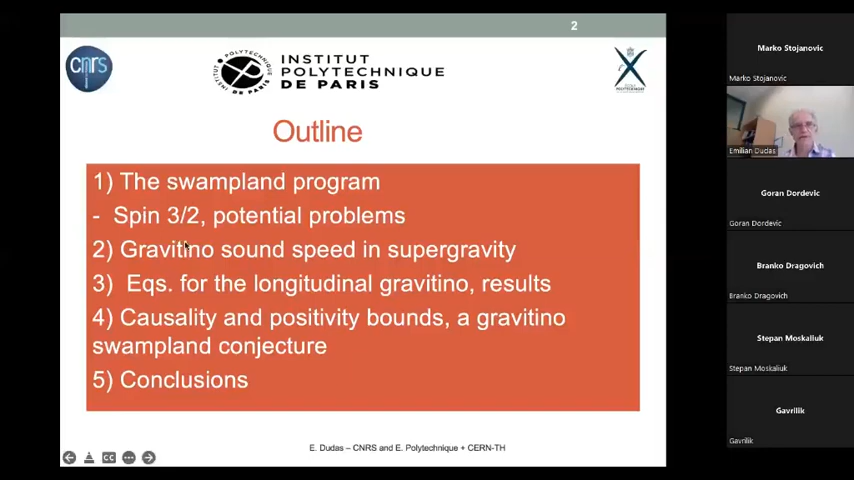 2
cnrs
INSTITUT
POLYTECHNIQUE
DE PARIS
Outline
1) The swampland program
- Spin 3/2, potential problems
2) Gravitino sound speed in supergravity
3) Eqs. for the longitudinal gravitino, results
4) Causality and positivity bounds, a gravitino
swampland conjecture
5) Conclusions
E. Dudas – CNRS and E. Polytechnique + CERN-TH
CC
Marko Stojanovic
Marko Stojanovic
Emilian Dudas
Goran Dordevic
Goran Dordevic
Branko Dragovich
Branko Dragovich
Stepan Moskaliuk
Stepan Moskaliuk
Gavrilik
Gavrilik